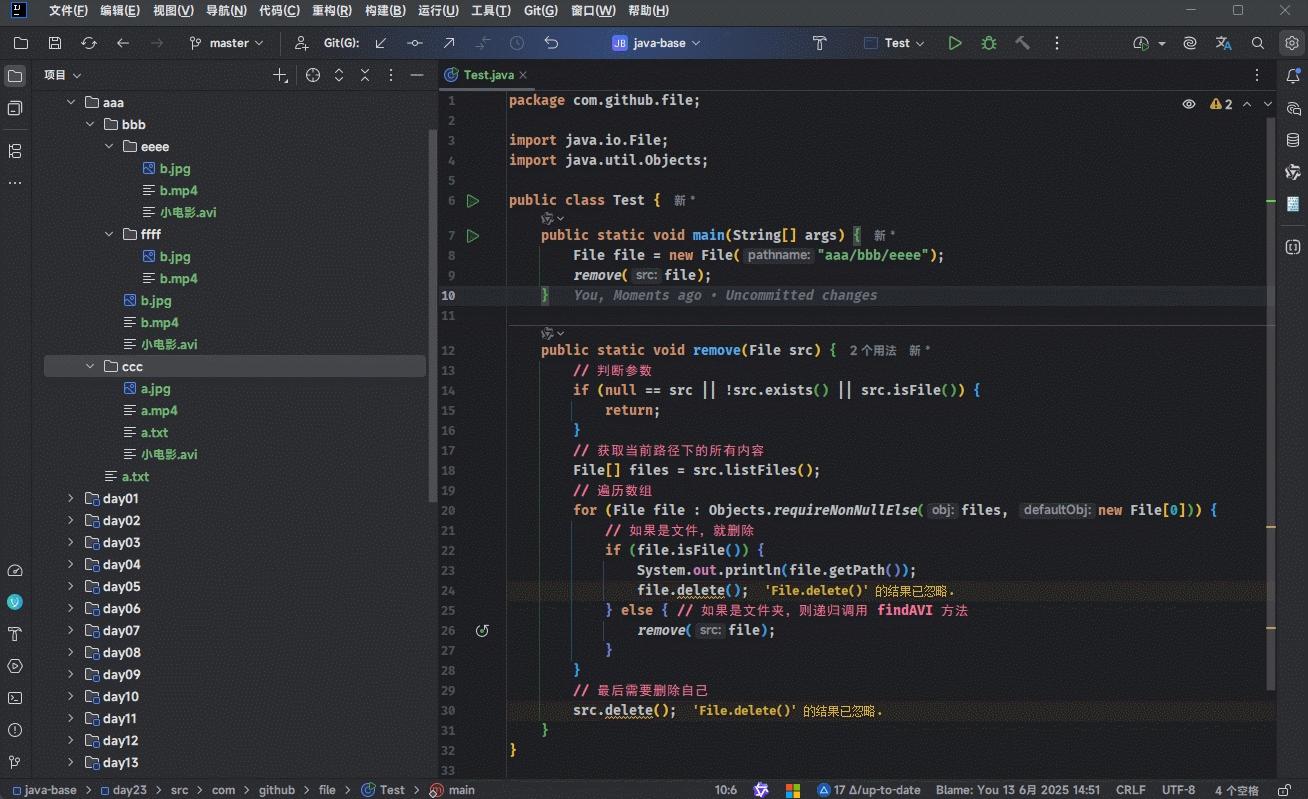 文件(F) 编辑(E) 视图(V) 导航(N) 代码(C) 重构(R) 构建(B) 运行(U) 工具(T) Git(G) 窗口(W) 帮助(H)
master Git(G): JB java-base Test
项目
Test.java
aaa
bbb
eeee
b.jpg
b.mp4
小电影.avi
ffff
b.jpg
b.mp4
b.jpg
b.mp4
小电影.avi
ccc
a.jpg
a.mp4
a.txt
小电影.avi
a.txt
day01
day02
day03
day04
day05
day06
day07
day08
day09
day10
day11
day12
day13
2
1 package com.github.file;
2
3 import java.io.File;
4 import java.util.Objects;
5
6 public class Test { 新 *
7 public static void main(String[] args) { 新 *
8 File file = new File( pathname: "aaa/bbb/eeee");
9 remove( src: file);
10 } You, Moments ago • Uncommitted changes
11
12 public static void remove(File src) { 2 个用法 新 *
13 // 判断参数
14 if (null == src || !src.exists() || src.isFile()) {
15 return;
16 }
17 // 获取当前路径下的所有内容
18 File[] files = src.listFiles();
19 // 遍历数组
20 for (File file : Objects.requireNonNullElse( obj: files, defaultObj: new File[0])) {
21 // 如果是文件，就删除
22 if (file.isFile()) {
23 System.out.println(file.getPath());
24 file.delete(); 'File.delete()' 的结果已忽略.
25 } else { // 如果是文件夹，则递归调用 findAVI 方法
26 remove( src: file);
27 }
28 }
29 // 最后需要删除自己
30 src.delete(); 'File.delete()' 的结果已忽略.
31 }
32 }
33
java-base > day23 > src > com > github > file > Test > main 10:6 17 Δ/up-to-date Blame: You 13 6月 2025 14:51 CRLF UTF-8 4 个空格